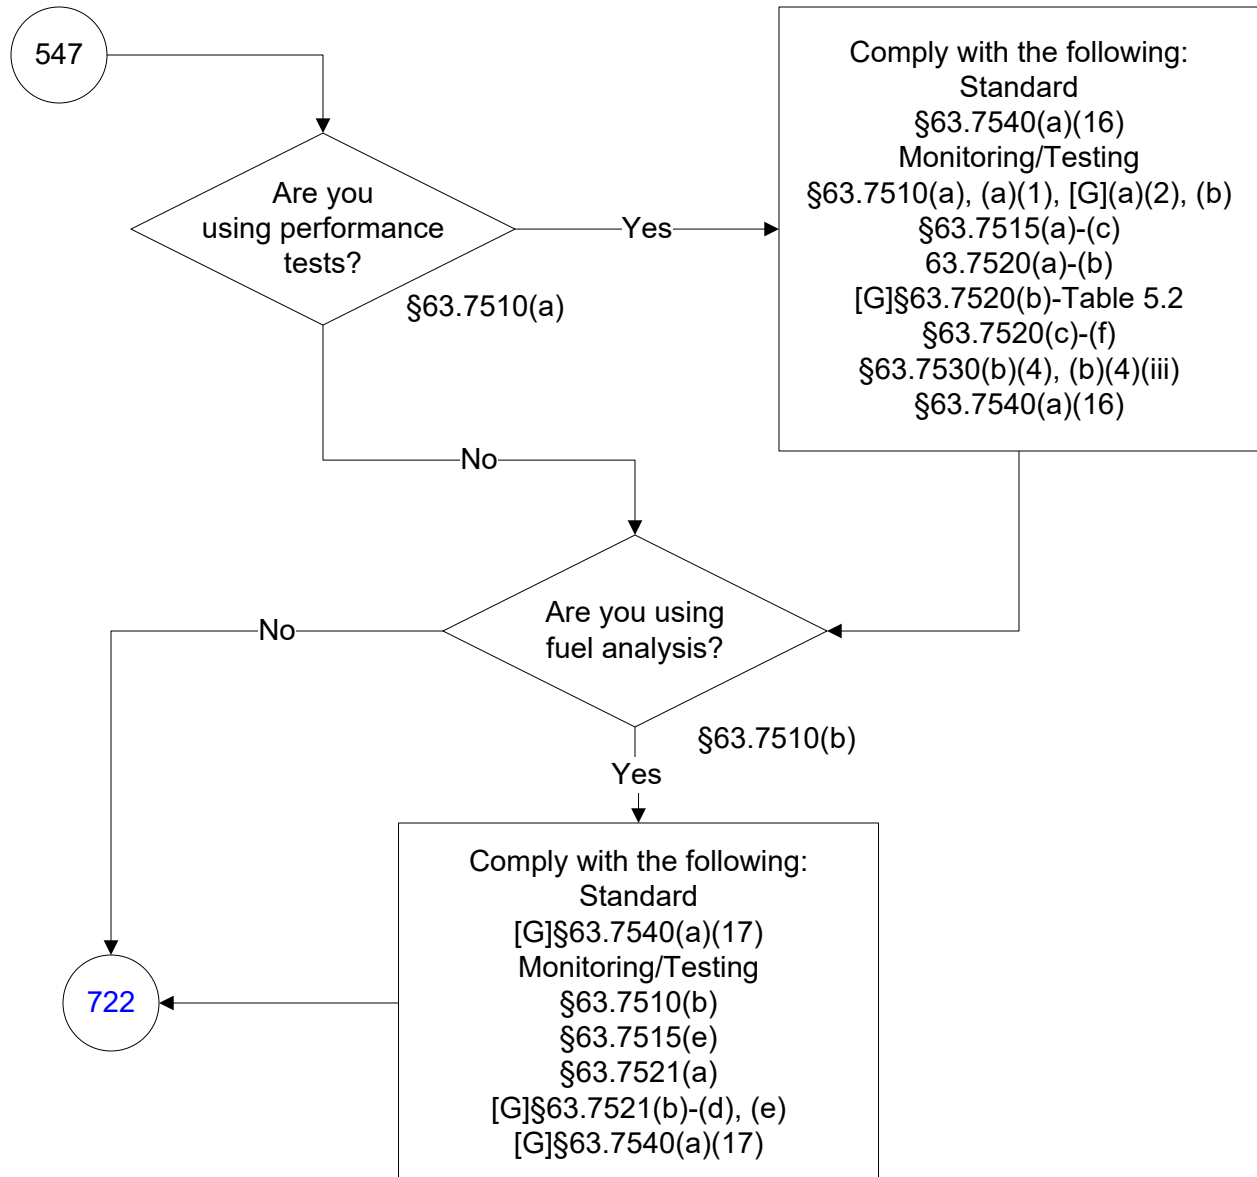 547
Are you
using performance
tests?
§63.7510(a)
Yes
Comply with the following:
Standard
§63.7540(a)(16)
Monitoring/Testing
§63.7510(a), (a)(1), [G](a)(2), (b)
§63.7515(a)-(c)
63.7520(a)-(b)
[G]§63.7520(b)-Table 5.2
§63.7520(c)-(f)
§63.7530(b)(4), (b)(4)(iii)
§63.7540(a)(16)
No
Are you using
fuel analysis?
§63.7510(b)
No
Yes
Comply with the following:
Standard
[G]§63.7540(a)(17)
Monitoring/Testing
§63.7510(b)
§63.7515(e)
§63.7521(a)
[G]§63.7521(b)-(d), (e)
[G]§63.7540(a)(17)
722